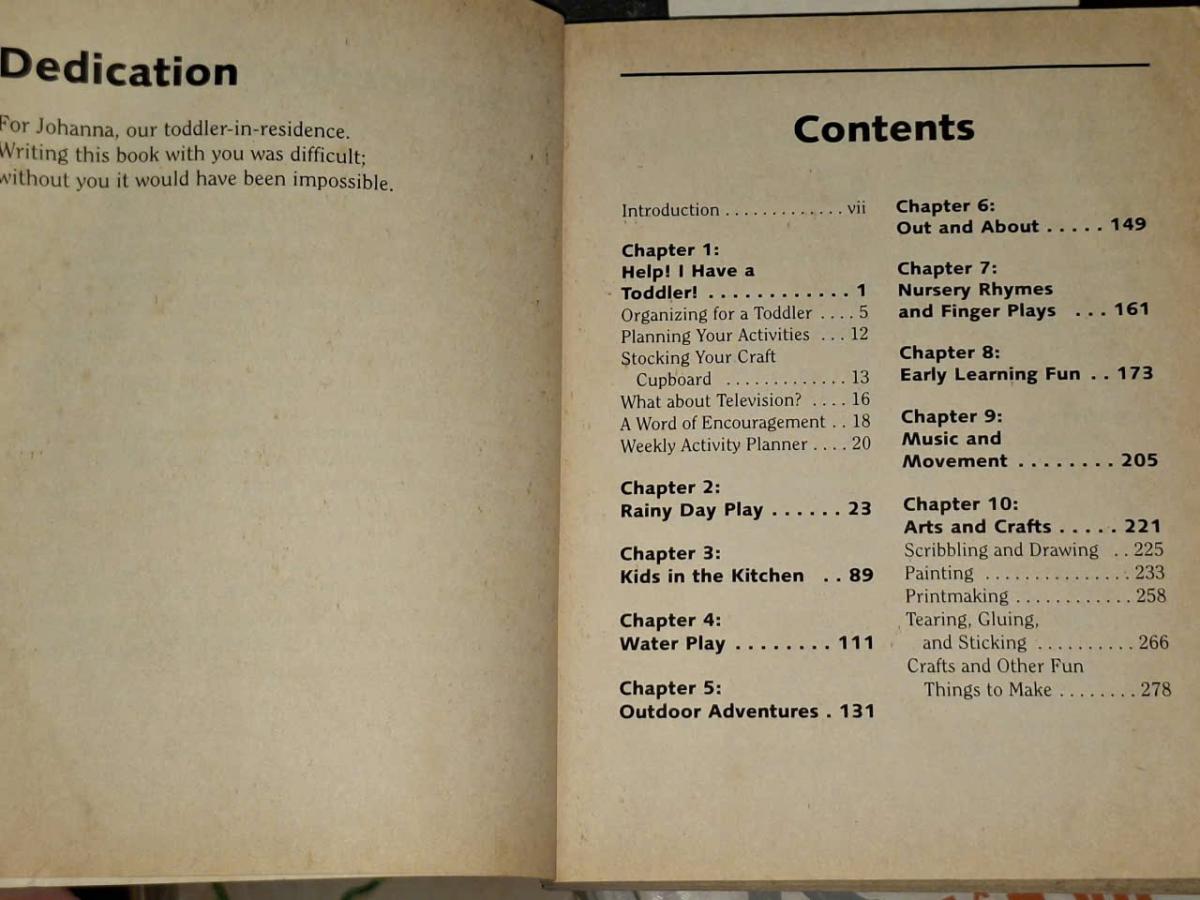 Dedication
For Johanna, our toddler-in-residence.
Writing this book with you was difficult;
without you it would have been impossible.
Contents
Introduction . . . . . . . . . . . . . vii
Chapter 1:
Help! I Have a
Toddler! . . . . . . . . . . . . 1
Organizing for a Toddler . . . . 5
Planning Your Activities . . . 12
Stocking Your Craft
Cupboard . . . . . . . . . . . . . 13
What about Television? . . . . 16
A Word of Encouragement . . 18
Weekly Activity Planner . . . . 20
Chapter 2:
Rainy Day Play . . . . . . 23
Chapter 3:
Kids in the Kitchen . . 89
Chapter 4:
Water Play . . . . . . . . 111
Chapter 5:
Outdoor Adventures . 131
Chapter 6:
Out and About . . . . . 149
Chapter 7:
Nursery Rhymes
and Finger Plays . . . 161
Chapter 8:
Early Learning Fun . . 173
Chapter 9:
Music and
Movement . . . . . . . . 205
Chapter 10:
Arts and Crafts . . . . . 221
Scribbling and Drawing . . 225
Painting . . . . . . . . . . . . . . . 233
Printmaking . . . . . . . . . . . . 258
Tearing, Gluing,
and Sticking . . . . . . . . . . 266
Crafts and Other Fun
Things to Make . . . . . . . . 278